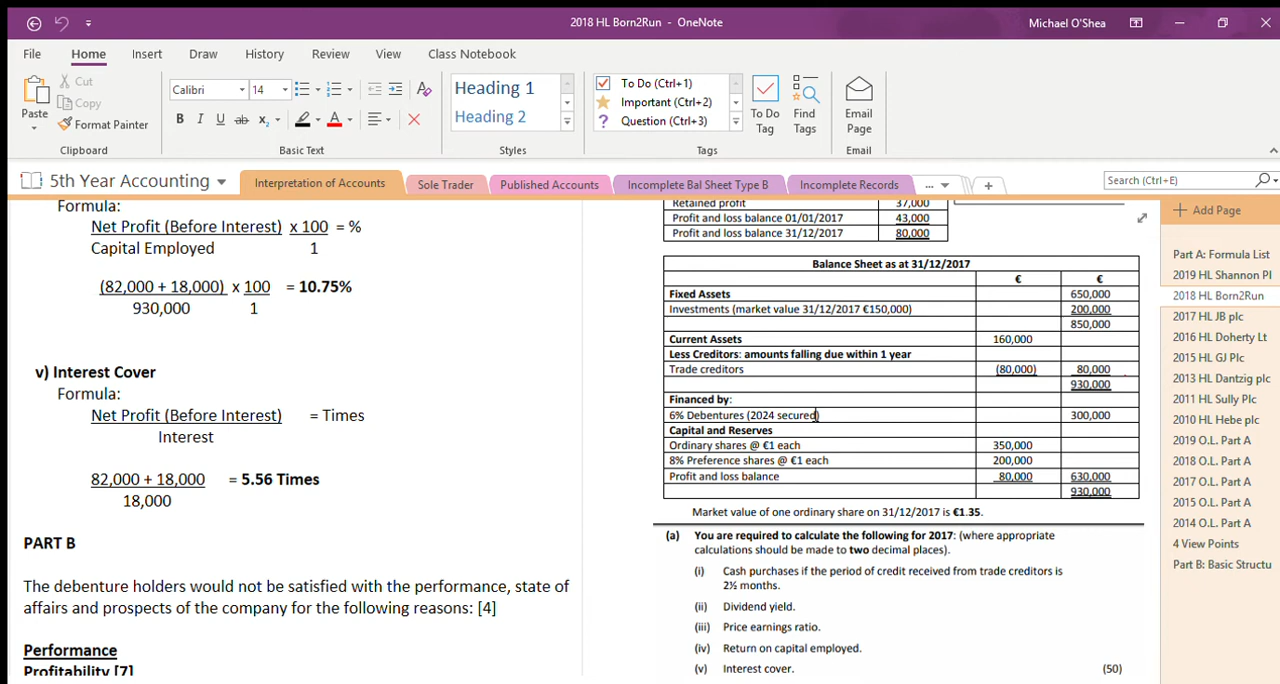 2018 HL Born2Run - OneNote
Michael O'Shea
File Home Insert Draw History Review View Class Notebook
Paste
Cut
Copy
Format Painter
Clipboard
Calibri 14
B I U ab x₂ A
Basic Text
Heading 1
Heading 2
Styles
To Do (Ctrl+1)
Important (Ctrl+2)
? Question (Ctrl+3)
To Do Tag
Find Tags
Tags
Email Page
Email
5th Year Accounting
Interpretation of Accounts Sole Trader Published Accounts Incomplete Bal Sheet Type B Incomplete Records ... +
Search (Ctrl+E)
Formula:
Net Profit (Before Interest) x 100 = %
Capital Employed 1
(82,000 + 18,000) x 100 = 10.75%
930,000 1
v) Interest Cover
Formula:
Net Profit (Before Interest) = Times
Interest
82,000 + 18,000 = 5.56 Times
18,000
PART B
The debenture holders would not be satisfied with the performance, state of
affairs and prospects of the company for the following reasons: [4]
Performance
Profitability [7]
Retained profit 37,000
Profit and loss balance 01/01/2017 43,000
Profit and loss balance 31/12/2017 80,000
Balance Sheet as at 31/12/2017
€ €
Fixed Assets 650,000
Investments (market value 31/12/2017 €150,000) 200,000
850,000
Current Assets 160,000
Less Creditors: amounts falling due within 1 year
Trade creditors (80,000) 80,000
930,000
Financed by:
6% Debentures (2024 secured) 300,000
Capital and Reserves
Ordinary shares @ €1 each 350,000
8% Preference shares @ €1 each 200,000
Profit and loss balance 80,000 630,000
930,000
Market value of one ordinary share on 31/12/2017 is €1.35.
(a) You are required to calculate the following for 2017: (where appropriate
calculations should be made to two decimal places).
(i) Cash purchases if the period of credit received from trade creditors is
2½ months.
(ii) Dividend yield.
(iii) Price earnings ratio.
(iv) Return on capital employed.
(v) Interest cover. (50)
+ Add Page
Part A: Formula List
2019 HL Shannon Pl
2018 HL Born2Run
2017 HL JB plc
2016 HL Doherty Lt
2015 HL GJ Plc
2013 HL Dantzig plc
2011 HL Sully Plc
2010 HL Hebe plc
2019 O.L. Part A
2018 O.L. Part A
2017 O.L. Part A
2015 O.L. Part A
2014 O.L. Part A
4 View Points
Part B: Basic Structu